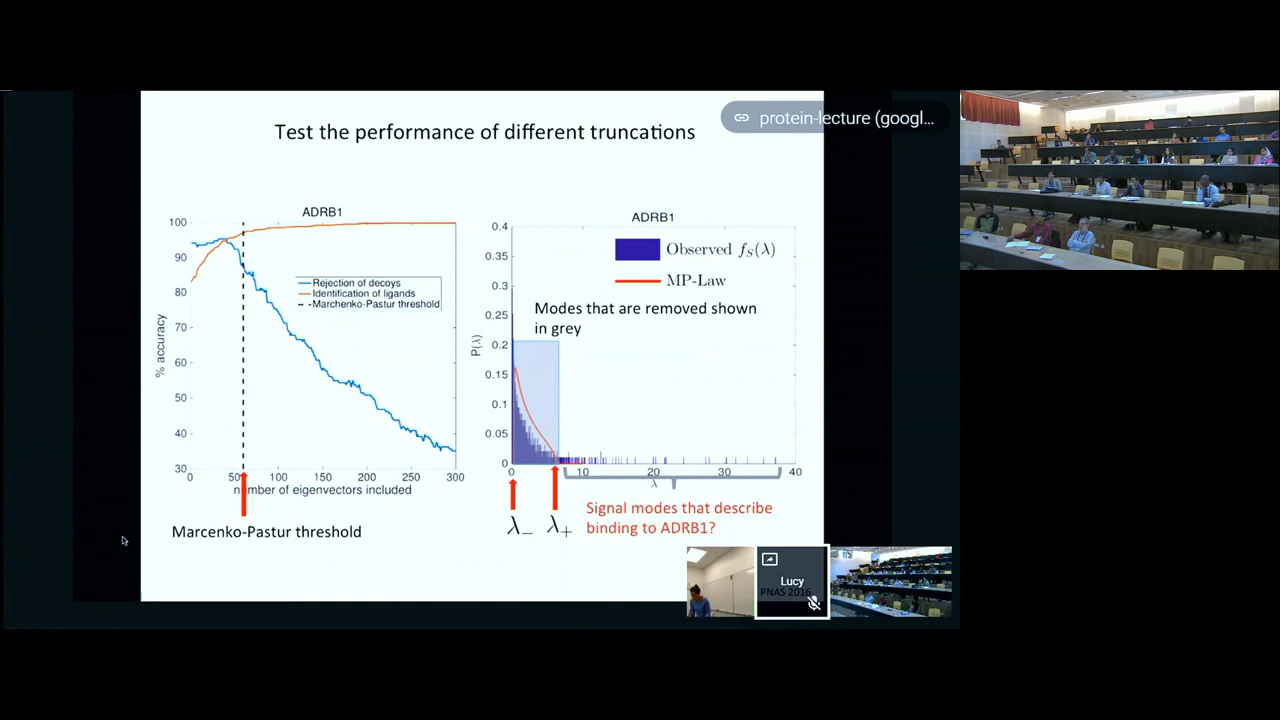 protein-lecture (googl...
Test the performance of different truncations
ADRB1
100
90
80
70
60
50
40
30
% accuracy
Rejection of decoys
Identification of ligands
Marchenko-Pastur threshold
0 50 100 150 200 250 300
number of eigenvectors included
Marcenko-Pastur threshold
ADRB1
0.4
0.35
0.3
0.25
0.2
0.15
0.1
0.05
0
P(λ)
Observed f_S(λ)
MP-Law
Modes that are removed shown
in grey
0 10 20 30 40
λ
λ_
λ+
Signal modes that describe
binding to ADRB1?
Lucy
PNAS 2016